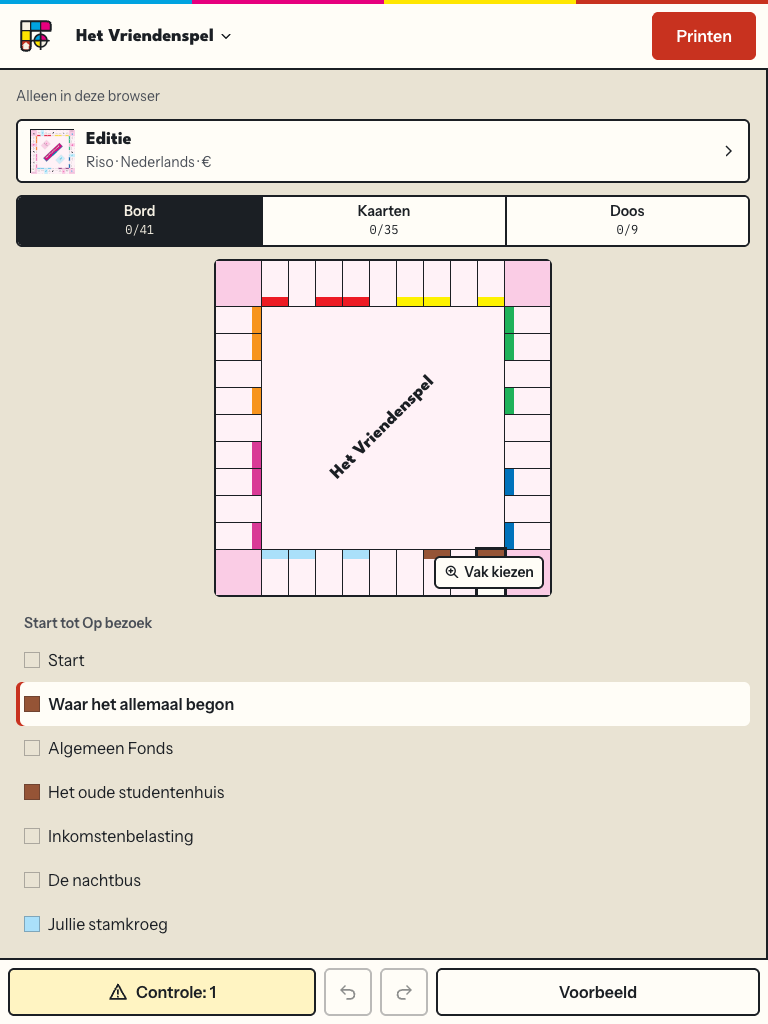 Het Vriendenspel
Printen
Alleen in deze browser
Editie
Riso · Nederlands · €
Bord
0/41
Kaarten
0/35
Doos
0/9
Het Vriendenspel
Vak kiezen
Start tot Op bezoek
Start
Waar het allemaal begon
Algemeen Fonds
Het oude studentenhuis
Inkomstenbelasting
De nachtbus
Jullie stamkroeg
Controle: 1
Voorbeeld